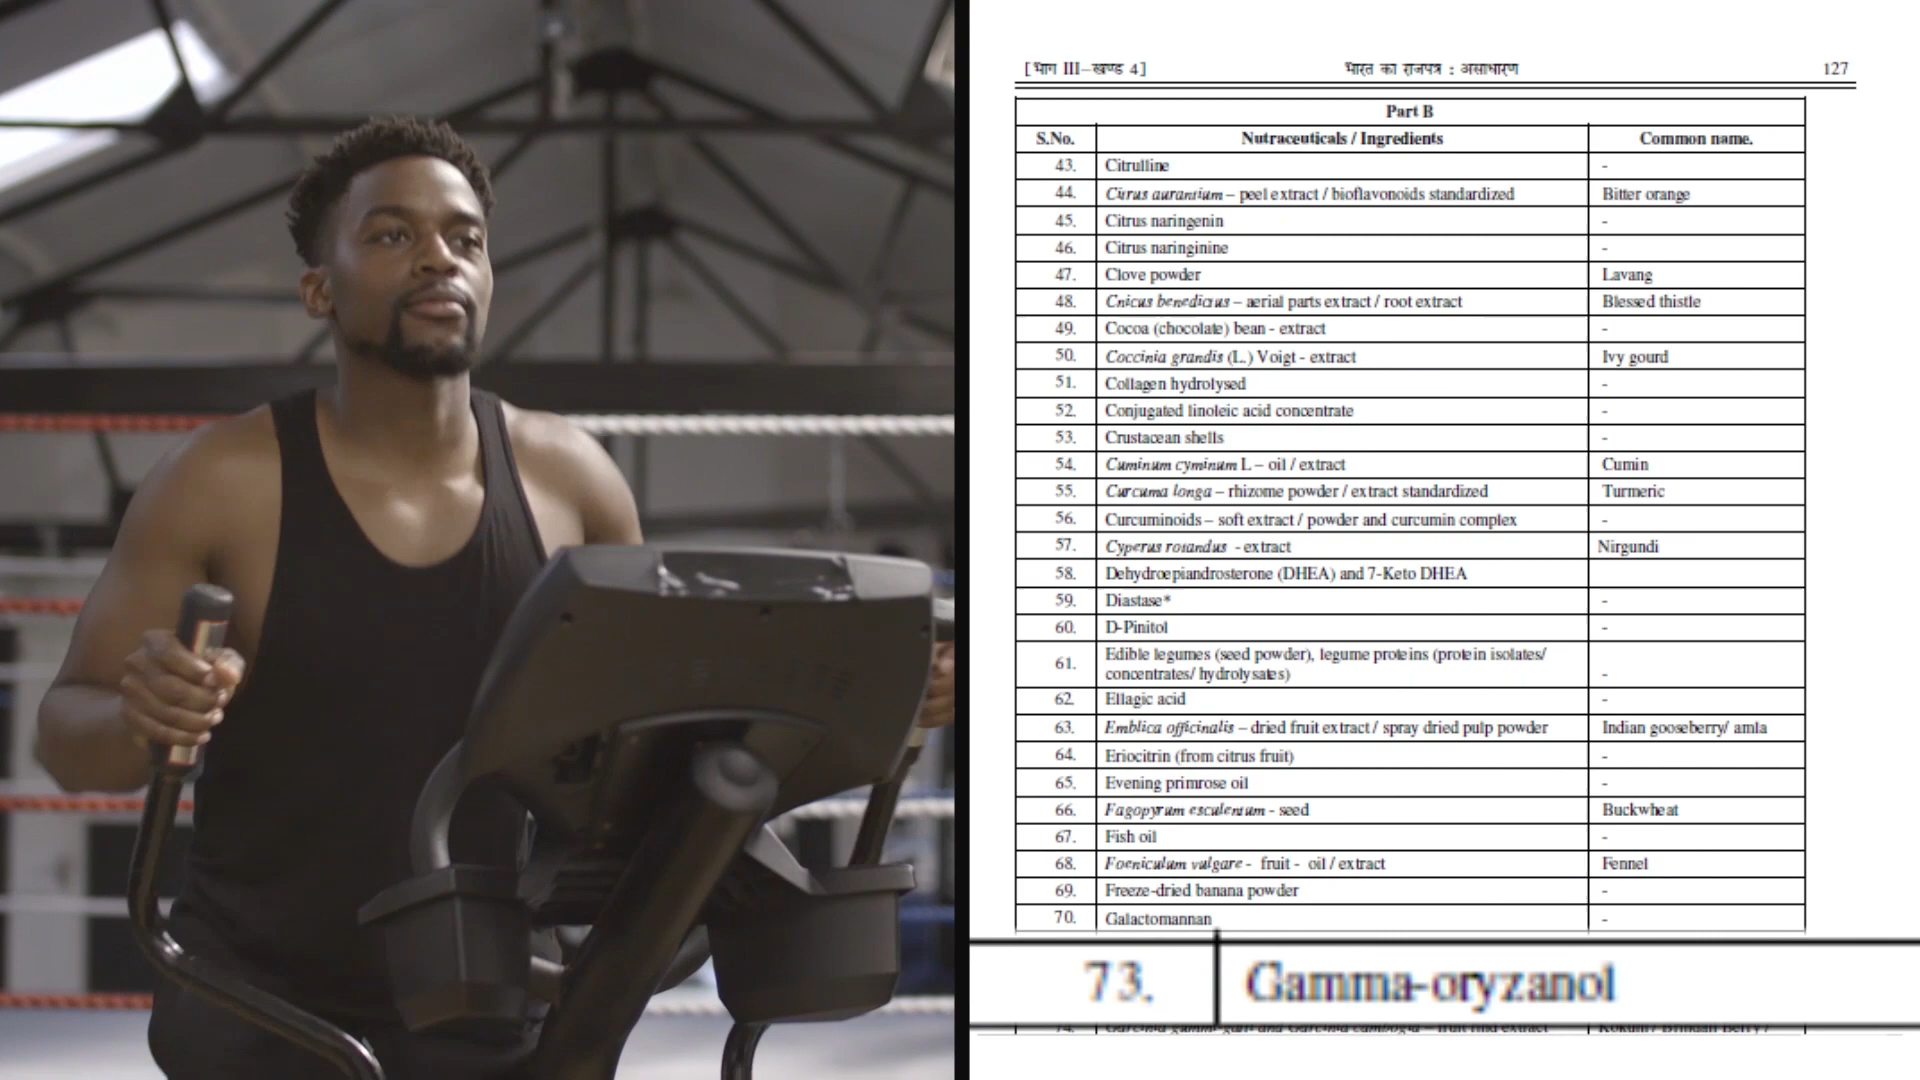 [भाग III—खण्ड 4] भारत का राजपत्र : असाधारण 127
Part B
S.No. Nutraceuticals / Ingredients Common name.
43. Citrulline -
44. Citrus aurantium – peel extract / bioflavonoids standardized Bitter orange
45. Citrus naringenin -
46. Citrus naringinine -
47. Clove powder Lavang
48. Cnicus benedictus – aerial parts extract / root extract Blessed thistle
49. Cocoa (chocolate) bean - extract -
50. Coccinia grandis (L.) Voigt - extract Ivy gourd
51. Collagen hydrolysed -
52. Conjugated linoleic acid concentrate -
53. Crustacean shells -
54. Cuminum cyminum L – oil / extract Cumin
55. Curcuma longa – rhizome powder / extract standardized Turmeric
56. Curcuminoids – soft extract / powder and curcumin complex -
57. Cyperus rotundus - extract Nirgundi
58. Dehydroepiandrosterone (DHEA) and 7-Keto DHEA
59. Diastase* -
60. D-Pinitol -
61. Edible legumes (seed powder), legume proteins (protein isolates/
concentrates/ hydrolysates) -
62. Ellagic acid -
63. Emblica officinalis – dried fruit extract / spray dried pulp powder Indian gooseberry/ amla
64. Eriocitrin (from citrus fruit) -
65. Evening primrose oil -
66. Fagopyrum esculentum - seed Buckwheat
67. Fish oil -
68. Foeniculum vulgare - fruit - oil / extract Fennel
69. Freeze-dried banana powder -
70. Galactomannan -
73. Gamma-oryzanol